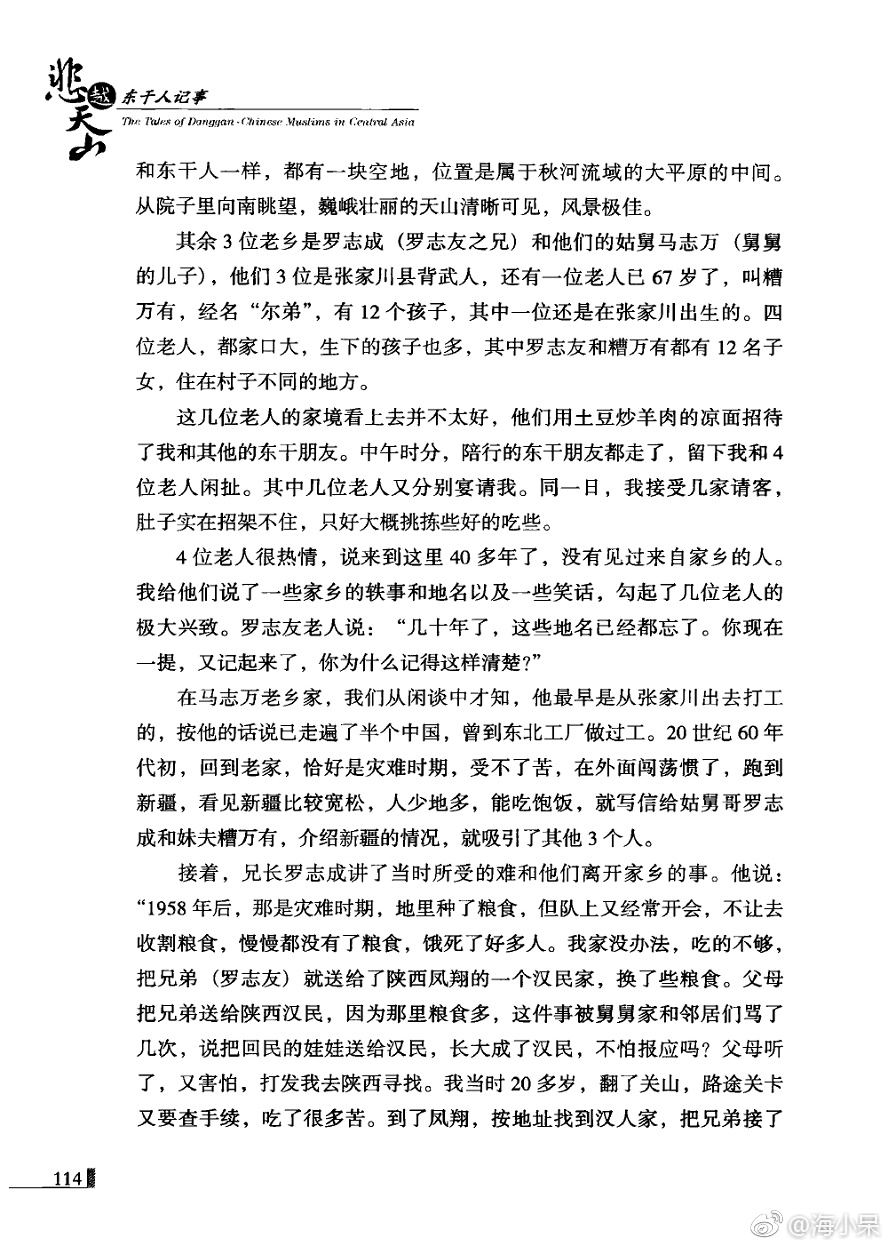 悲越天山
东干人记事
The Tales of Dunggan-Chinese Muslims in Central Asia
和东干人一样，都有一块空地，位置是属于秋河流域的大平原的中间。
从院子里向南眺望，巍峨壮丽的天山清晰可见，风景极佳。
其余 3 位老乡是罗志成（罗志友之兄）和他们的姑舅马志万（舅舅
的儿子），他们 3 位是张家川县背武人，还有一位老人已 67 岁了，叫糟
万有，经名“尔弟”，有 12 个孩子，其中一位还是在张家川出生的。四
位老人，都家口大，生下的孩子也多，其中罗志友和糟万有都有 12 名子
女，住在村子不同的地方。
这几位老人的家境看上去并不太好，他们用土豆炒羊肉的凉面招待
了我和其他的东干朋友。中午时分，陪行的东干朋友都走了，留下我和 4
位老人闲扯。其中几位老人又分别宴请我。同一日，我接受几家请客，
肚子实在招架不住，只好大概挑拣些好的吃些。
4 位老人很热情，说来到这里 40 多年了，没有见过来自家乡的人。
我给他们说了一些家乡的轶事和地名以及一些笑话，勾起了几位老人的
极大兴致。罗志友老人说：“几十年了，这些地名已经都忘了。你现在
一提，又记起来了，你为什么记得这样清楚?”
在马志万老乡家，我们从闲谈中才知，他最早是从张家川出去打工
的，按他的话说已走遍了半个中国，曾到东北工厂做过工。20 世纪 60 年
代初，回到老家，恰好是灾难时期，受不了苦，在外面闯荡惯了，跑到
新疆，看见新疆比较宽松，人少地多，能吃饱饭，就写信给姑舅哥罗志
成和妹夫糟万有，介绍新疆的情况，就吸引了其他 3 个人。
接着，兄长罗志成讲了当时所受的难和他们离开家乡的事。他说：
“1958 年后，那是灾难时期，地里种了粮食，但队上又经常开会，不让去
收割粮食，慢慢都没有了粮食，饿死了好多人。我家没办法，吃的不够，
把兄弟（罗志友）就送给了陕西凤翔的一个汉民家，换了些粮食。父母
把兄弟送给陕西汉民，因为那里粮食多，这件事被舅舅家和邻居们骂了
几次，说把回民的娃娃送给汉民，长大成了汉民，不怕报应吗？父母听
了，又害怕，打发我去陕西寻找。我当时 20 多岁，翻了关山，路途关卡
又要查手续，吃了很多苦。到了凤翔，按地址找到汉人家，把兄弟接了
114
@海小呆